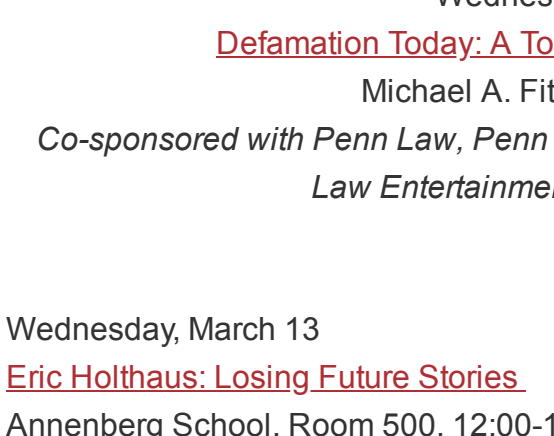 Defamation Today: A To
Michael A. Fit
Co-sponsored with Penn Law, Penn
Law Entertainme
Wednesday, March 13
Eric Holthaus: Losing Future Stories
Annenberg School, Room 500, 12:00-1